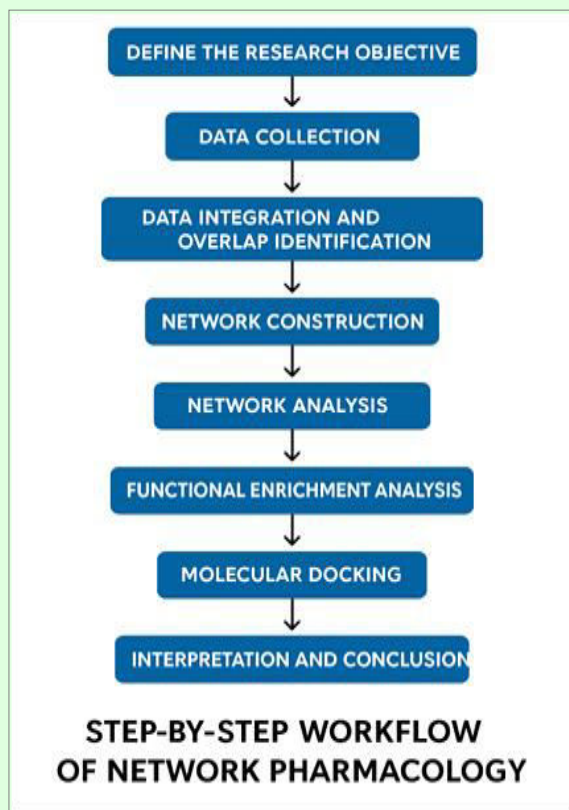 DEFINE THE RESEARCH OBJECTIVE
DATA COLLECTION
DATA INTEGRATION AND
OVERLAP IDENTIFICATION
NETWORK CONSTRUCTION
NETWORK ANALYSIS
FUNCTIONAL ENRICHMENT ANALYSIS
MOLECULAR DOCKING
INTERPRETATION AND CONCLUSION
STEP-BY-STEP WORKFLOW
OF NETWORK PHARMACOLOGY